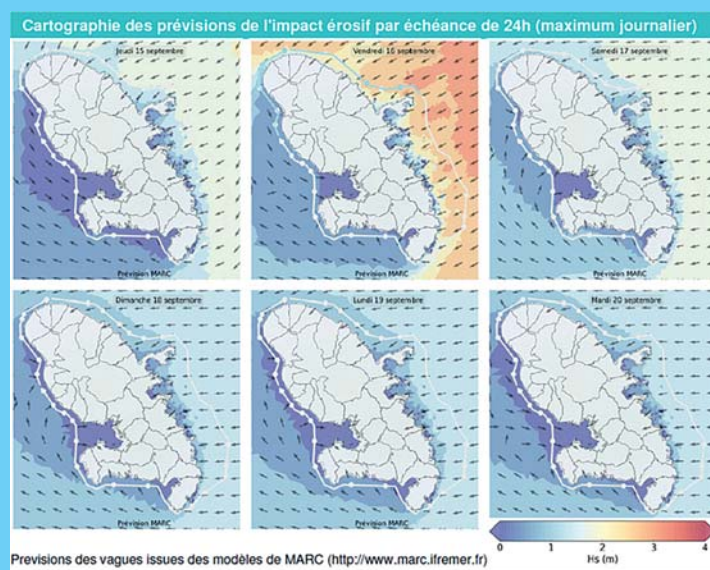 Cartographie des prévisions de l'impact érosif par échéance de 24h (maximum journalier)
Jeudi 15 septembre
Vendredi 16 septembre
Samedi 17 septembre
Prévision MARC
Prévision MARC
Prévision MARC
Dimanche 18 septembre
Lundi 19 septembre
Mardi 20 septembre
Prévision MARC
Prévision MARC
Prévision MARC
0 1 2 3 4
Hs (m)
Previsions des vagues issues des modèles de MARC (http://www.marc.ifremer.fr)